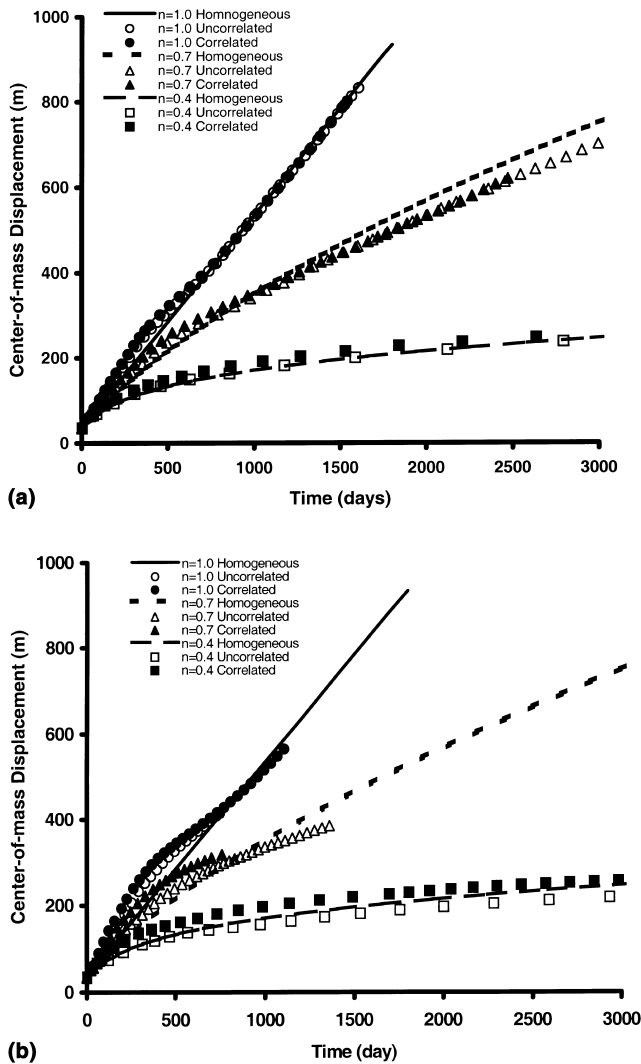 1000
800
600
400
200
0
Center-of-mass Displacement (m)
n=1.0 Homnogeneous
n=1.0 Uncorrelated
n=1.0 Correlated
n=0.7 Homogeneous
n=0.7 Uncorrelated
n=0.7 Correlated
n=0.4 Homogeneous
n=0.4 Uncorrelated
n=0.4 Correlated
0 500 1000 1500 2000 2500 3000
(a) Time (days)
1000
800
600
400
200
0
Center-of-mass Displacement (m)
n=1.0 Homogeneous
n=1.0 Uncorrelated
n=1.0 Correlated
n=0.7 Homogeneous
n=0.7 Uncorrelated
n=0.7 Correlated
n=0.4 Homogeneous
n=0.4 Uncorrelated
n=0.4 Correlated
0 500 1000 1500 2000 2500 3000
(b) Time (day)